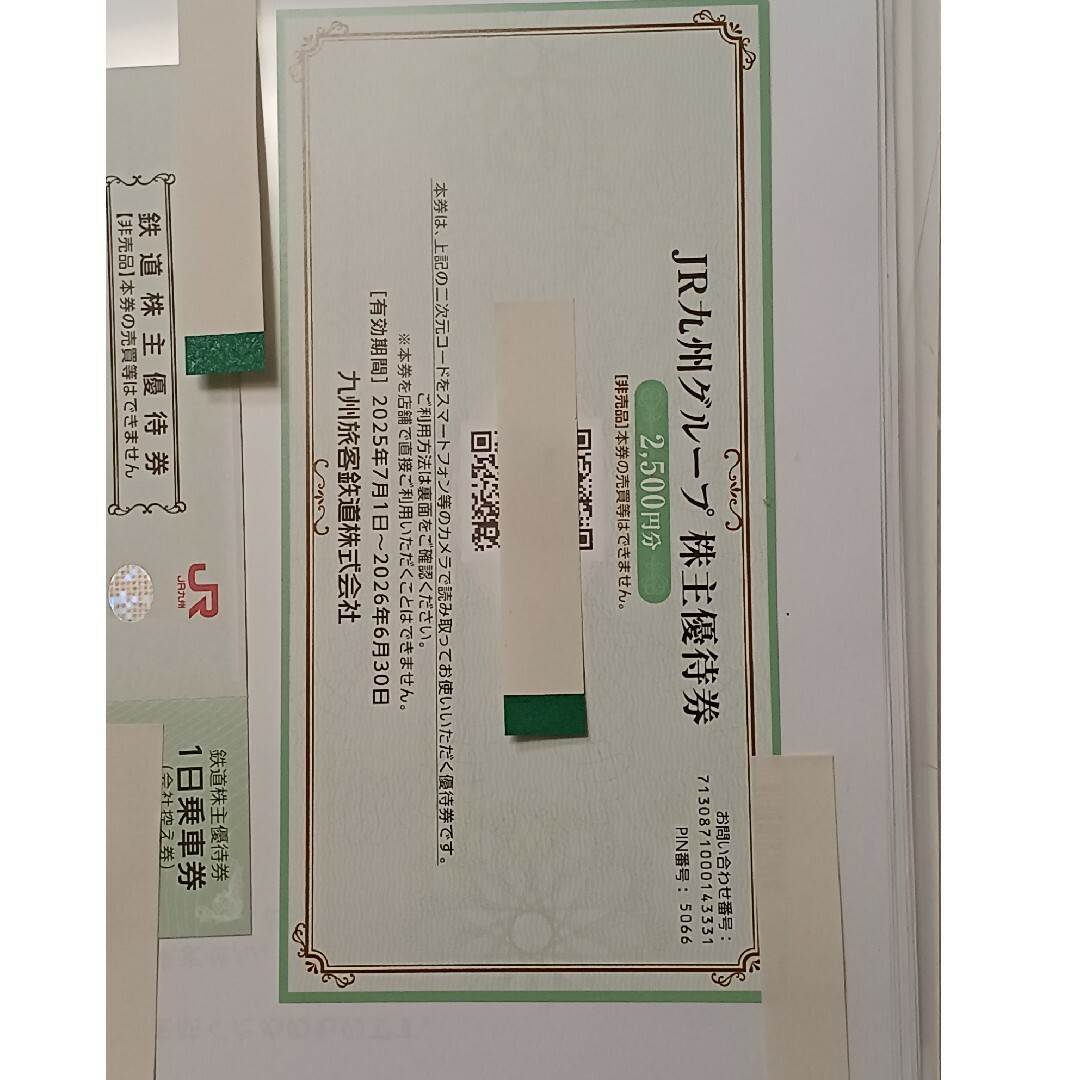 JR九州グループ 株主優待券
2,500円分
[非売品]本券の売買等はできません。
本券は、上記の二次元コードをスマートフォン等のカメラで読み取ってお使いいただく優待券です。
ご利用方法は裏面をご確認ください。
※本券を店舗で直接ご利用いただくことはできません。
[有効期間] 2025年7月1日～2026年6月30日
九州旅客鉄道株式会社
お問い合わせ番号：
7130871000143331
PIN番号：5066
鉄道株主優待券
【非売品】本券の売買等はできません
JR
JR九州
鉄道株主優待券
1日乗車券
(会社控え券)